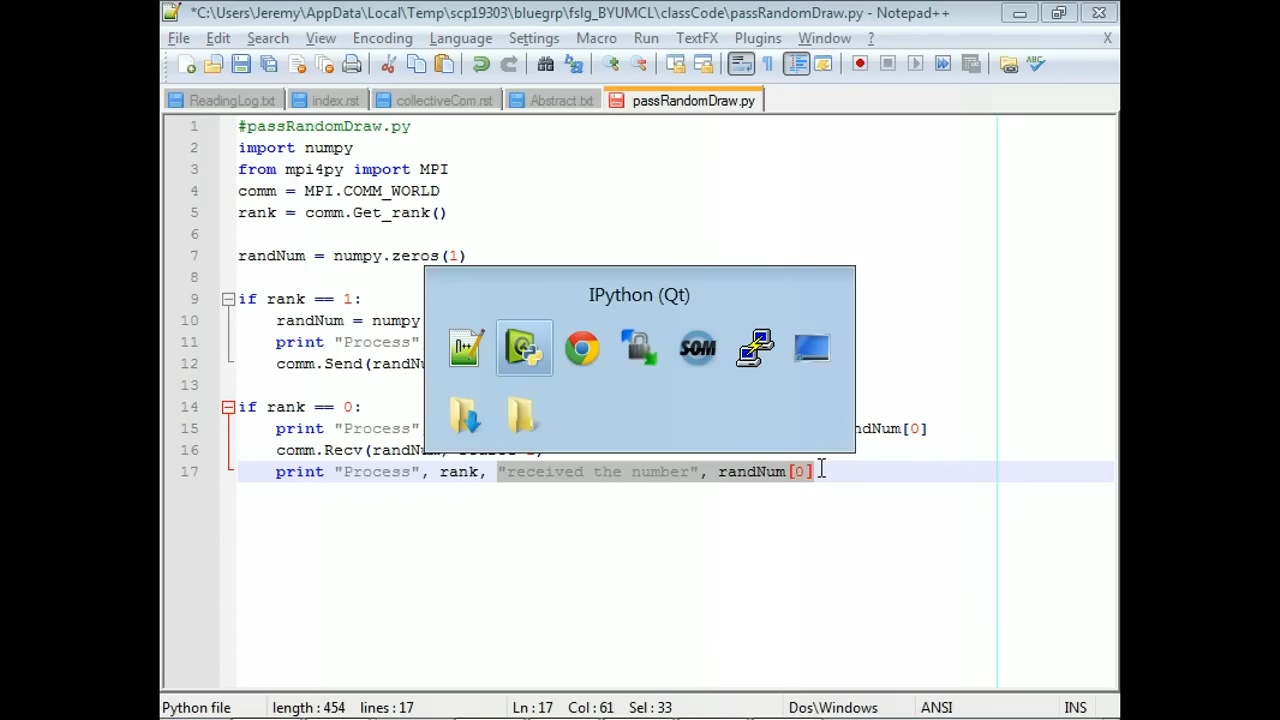 *C:\Users\Jeremy\AppData\Local\Temp\scp19303\bluegrp\fslg_BYUMCL\classCode\passRandomDraw.py - Notepad++
File Edit Search View Encoding Language Settings Macro Run TextFX Plugins Window ? X
ReadingLog.txt index.rst collectiveCom.rst Abstract.txt passRandomDraw.py
1 #passRandomDraw.py
2 import numpy
3 from mpi4py import MPI
4 comm = MPI.COMM_WORLD
5 rank = comm.Get_rank()
6
7 randNum = numpy.zeros(1)
8
9 if rank == 1:
10 randNum = numpy
11 print "Process"
12 comm.Send(randNu
13
14 if rank == 0:
15 print "Process" ndNum[0]
16 comm.Recv(randNum,
17 print "Process", rank, "received the number", randNum[0]
IPython (Qt)
SOM
Python file length : 454 lines : 17 Ln : 17 Col : 61 Sel : 33 Dos\Windows ANSI INS